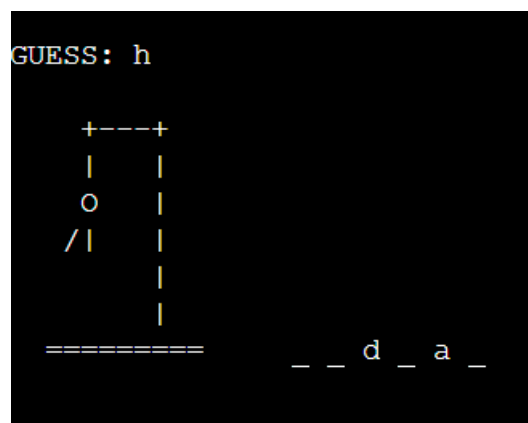 GUESS: h
+---+
|   |
O   |
/|   |
|
|
=========     _ _ d _ a _